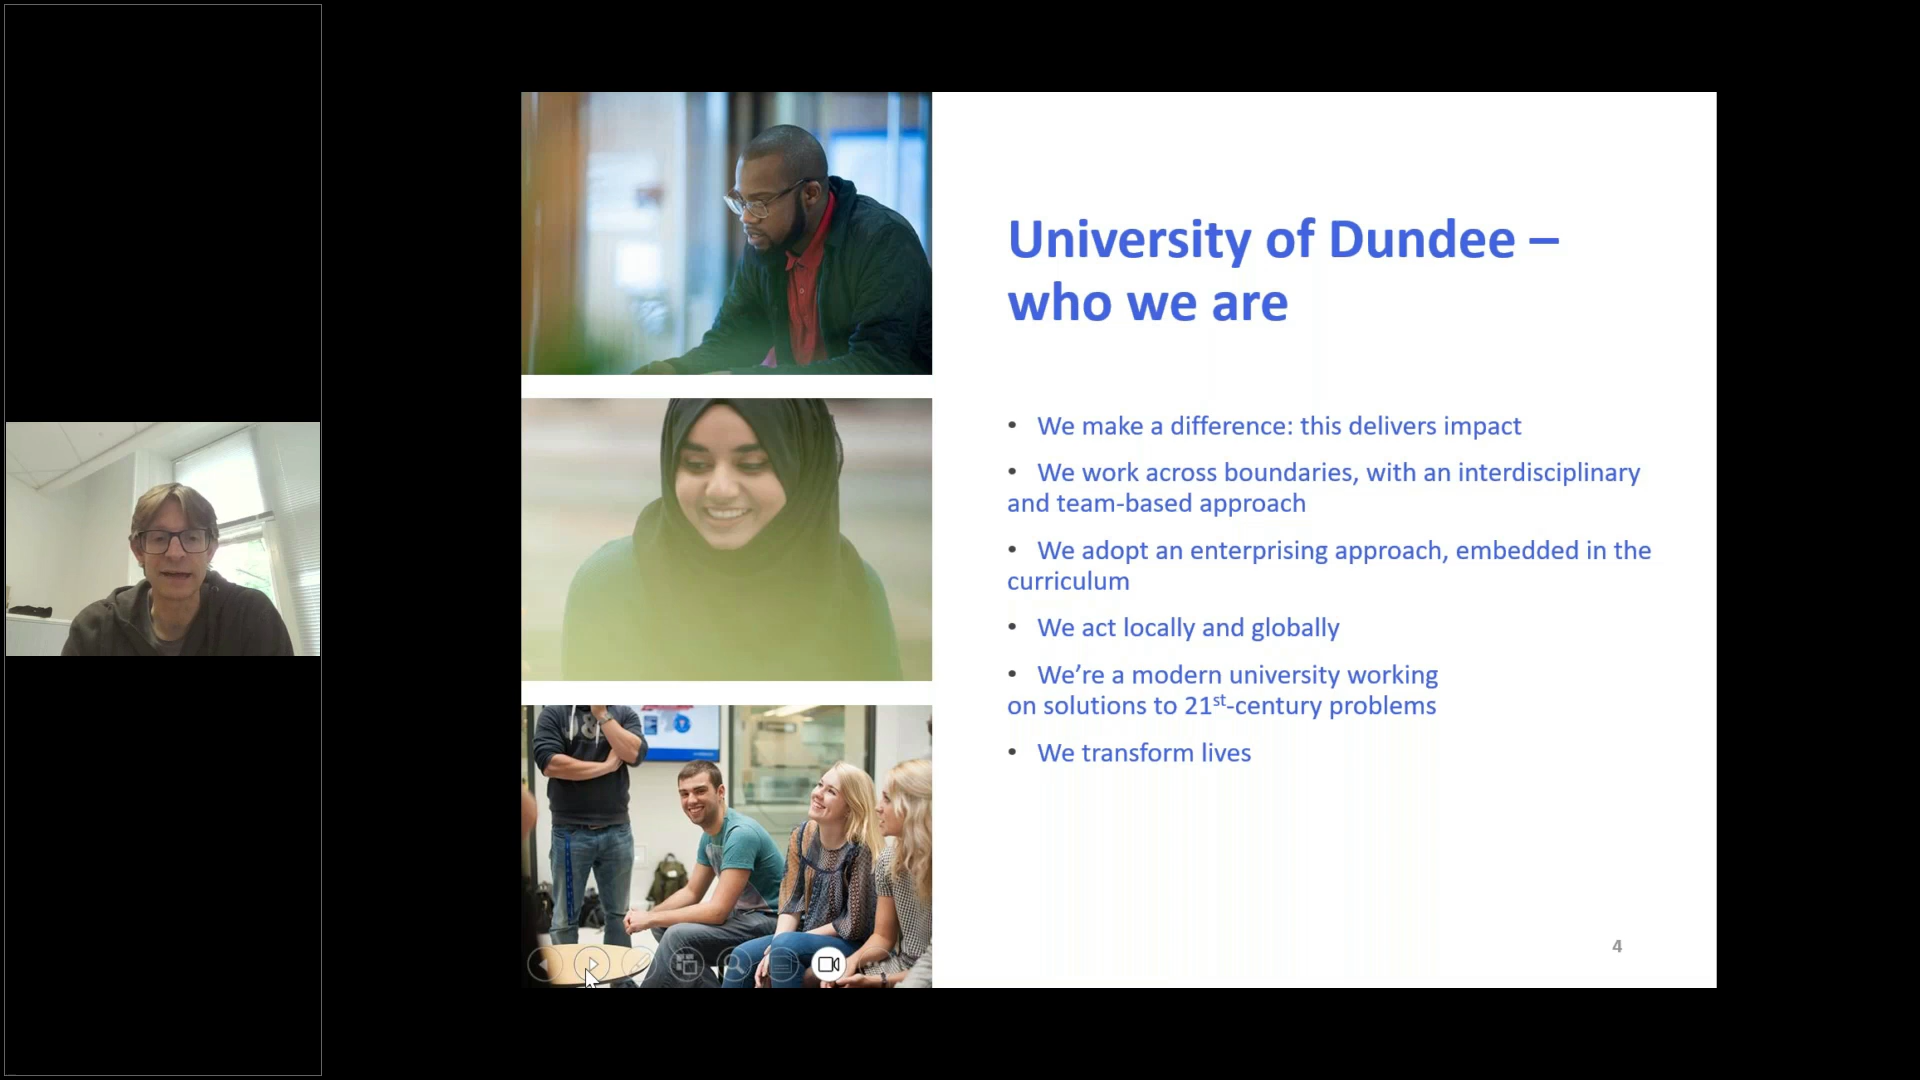 University of Dundee –
who we are
• We make a difference: this delivers impact
• We work across boundaries, with an interdisciplinary
and team-based approach
• We adopt an enterprising approach, embedded in the
curriculum
• We act locally and globally
• We’re a modern university working
on solutions to 21st-century problems
• We transform lives
4